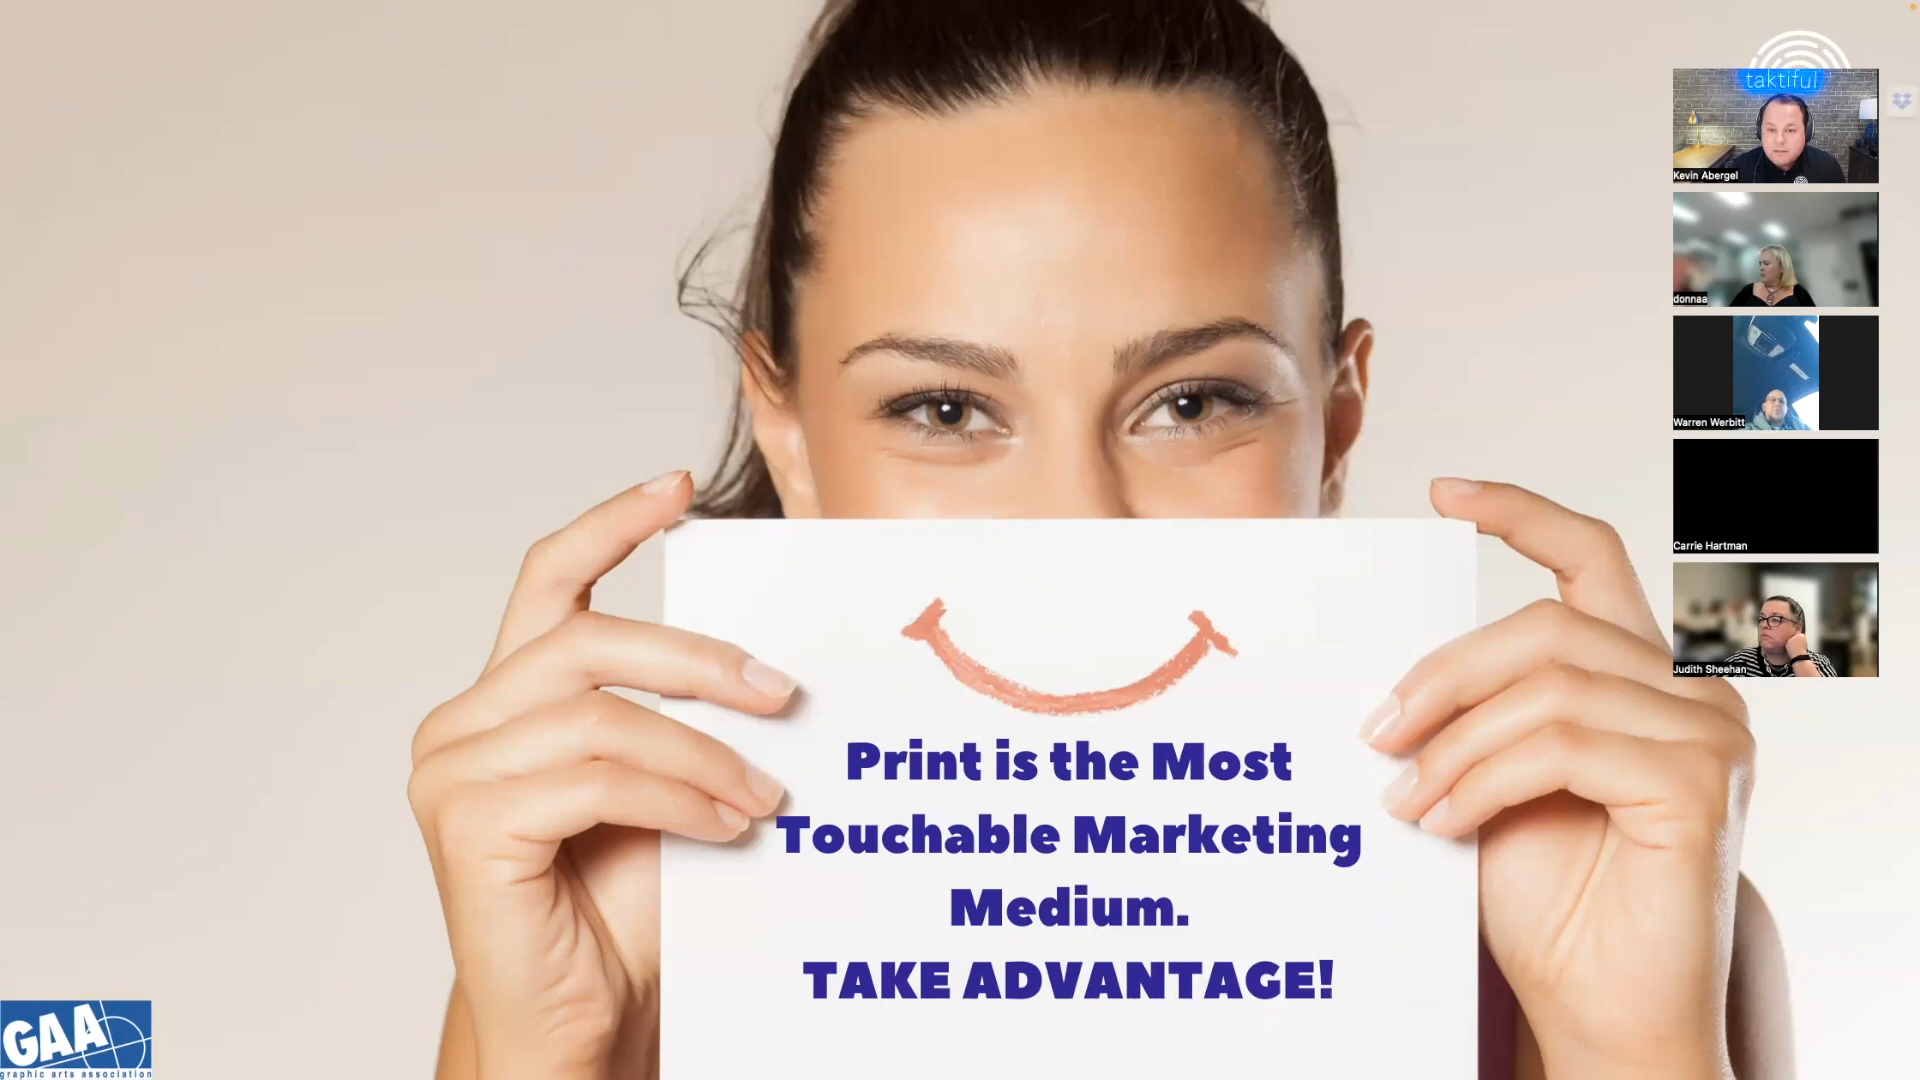 taktiful
Kevin Abergel
donnaa
Warren Werbitt
Carrie Hartman
Judith Sheehan
Print is the Most
Touchable Marketing
Medium.
TAKE ADVANTAGE!
GAA
graphic arts association